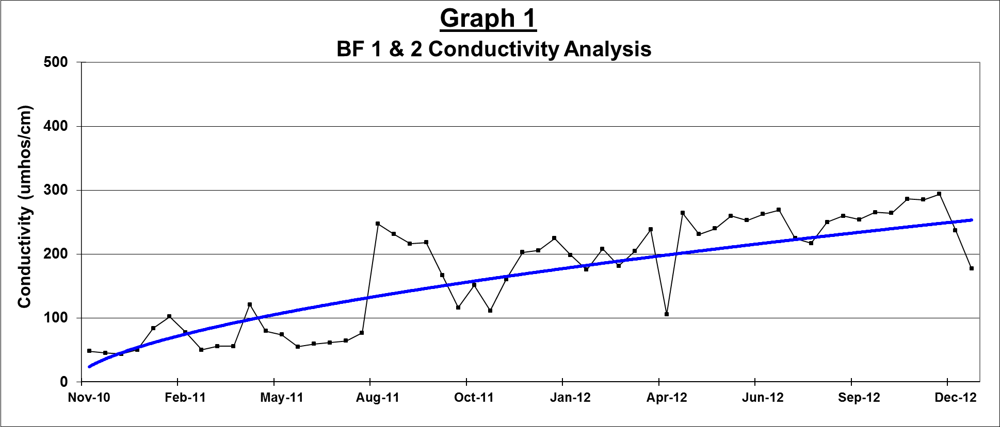 Graph 1
BF 1 & 2 Conductivity Analysis
Conductivity (umhos/cm)
500
400
300
200
100
0
Nov-10 Feb-11 May-11 Aug-11 Oct-11 Jan-12 Apr-12 Jun-12 Sep-12 Dec-12